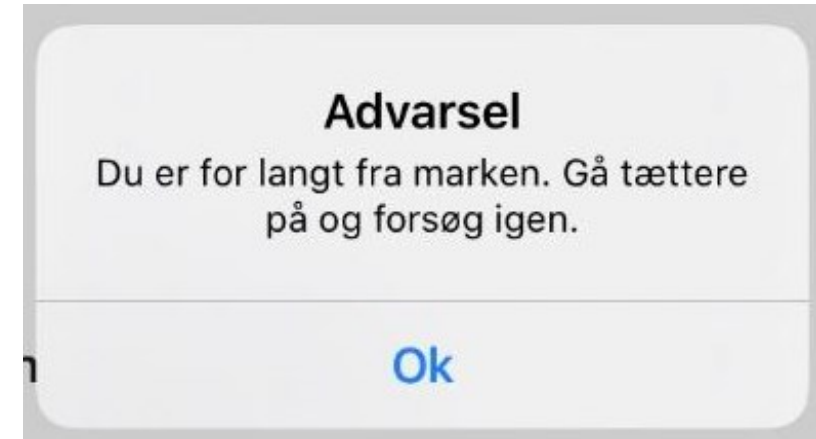 Advarsel
Du er for langt fra marken. Gå tættere
på og forsøg igen.
n
Ok